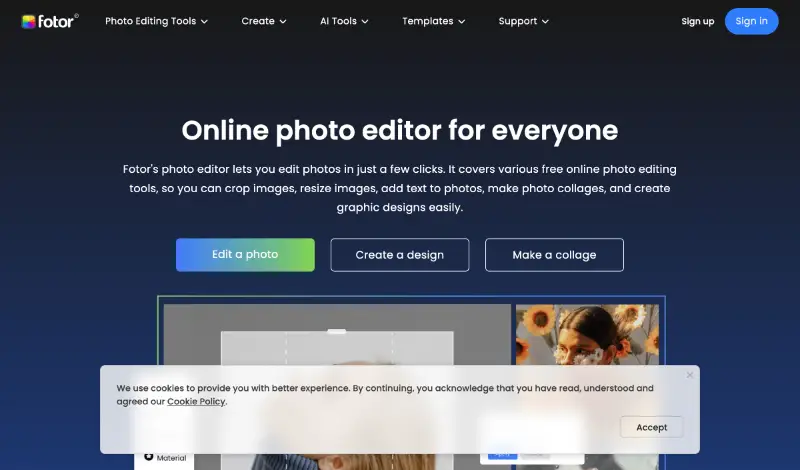 fotor
Photo Editing Tools
Create
AI Tools
Templates
Support
Sign up
Sign in
Online photo editor for everyone
Fotor's photo editor lets you edit photos in just a few clicks. It covers various free online photo editing
tools, so you can crop images, resize images, add text to photos, make photo collages, and create
graphic designs easily.
Edit a photo
Create a design
Make a collage
We use cookies to provide you with better experience. By continuing, you acknowledge that you have read, understood and
agreed our Cookie Policy.
Accept
Material